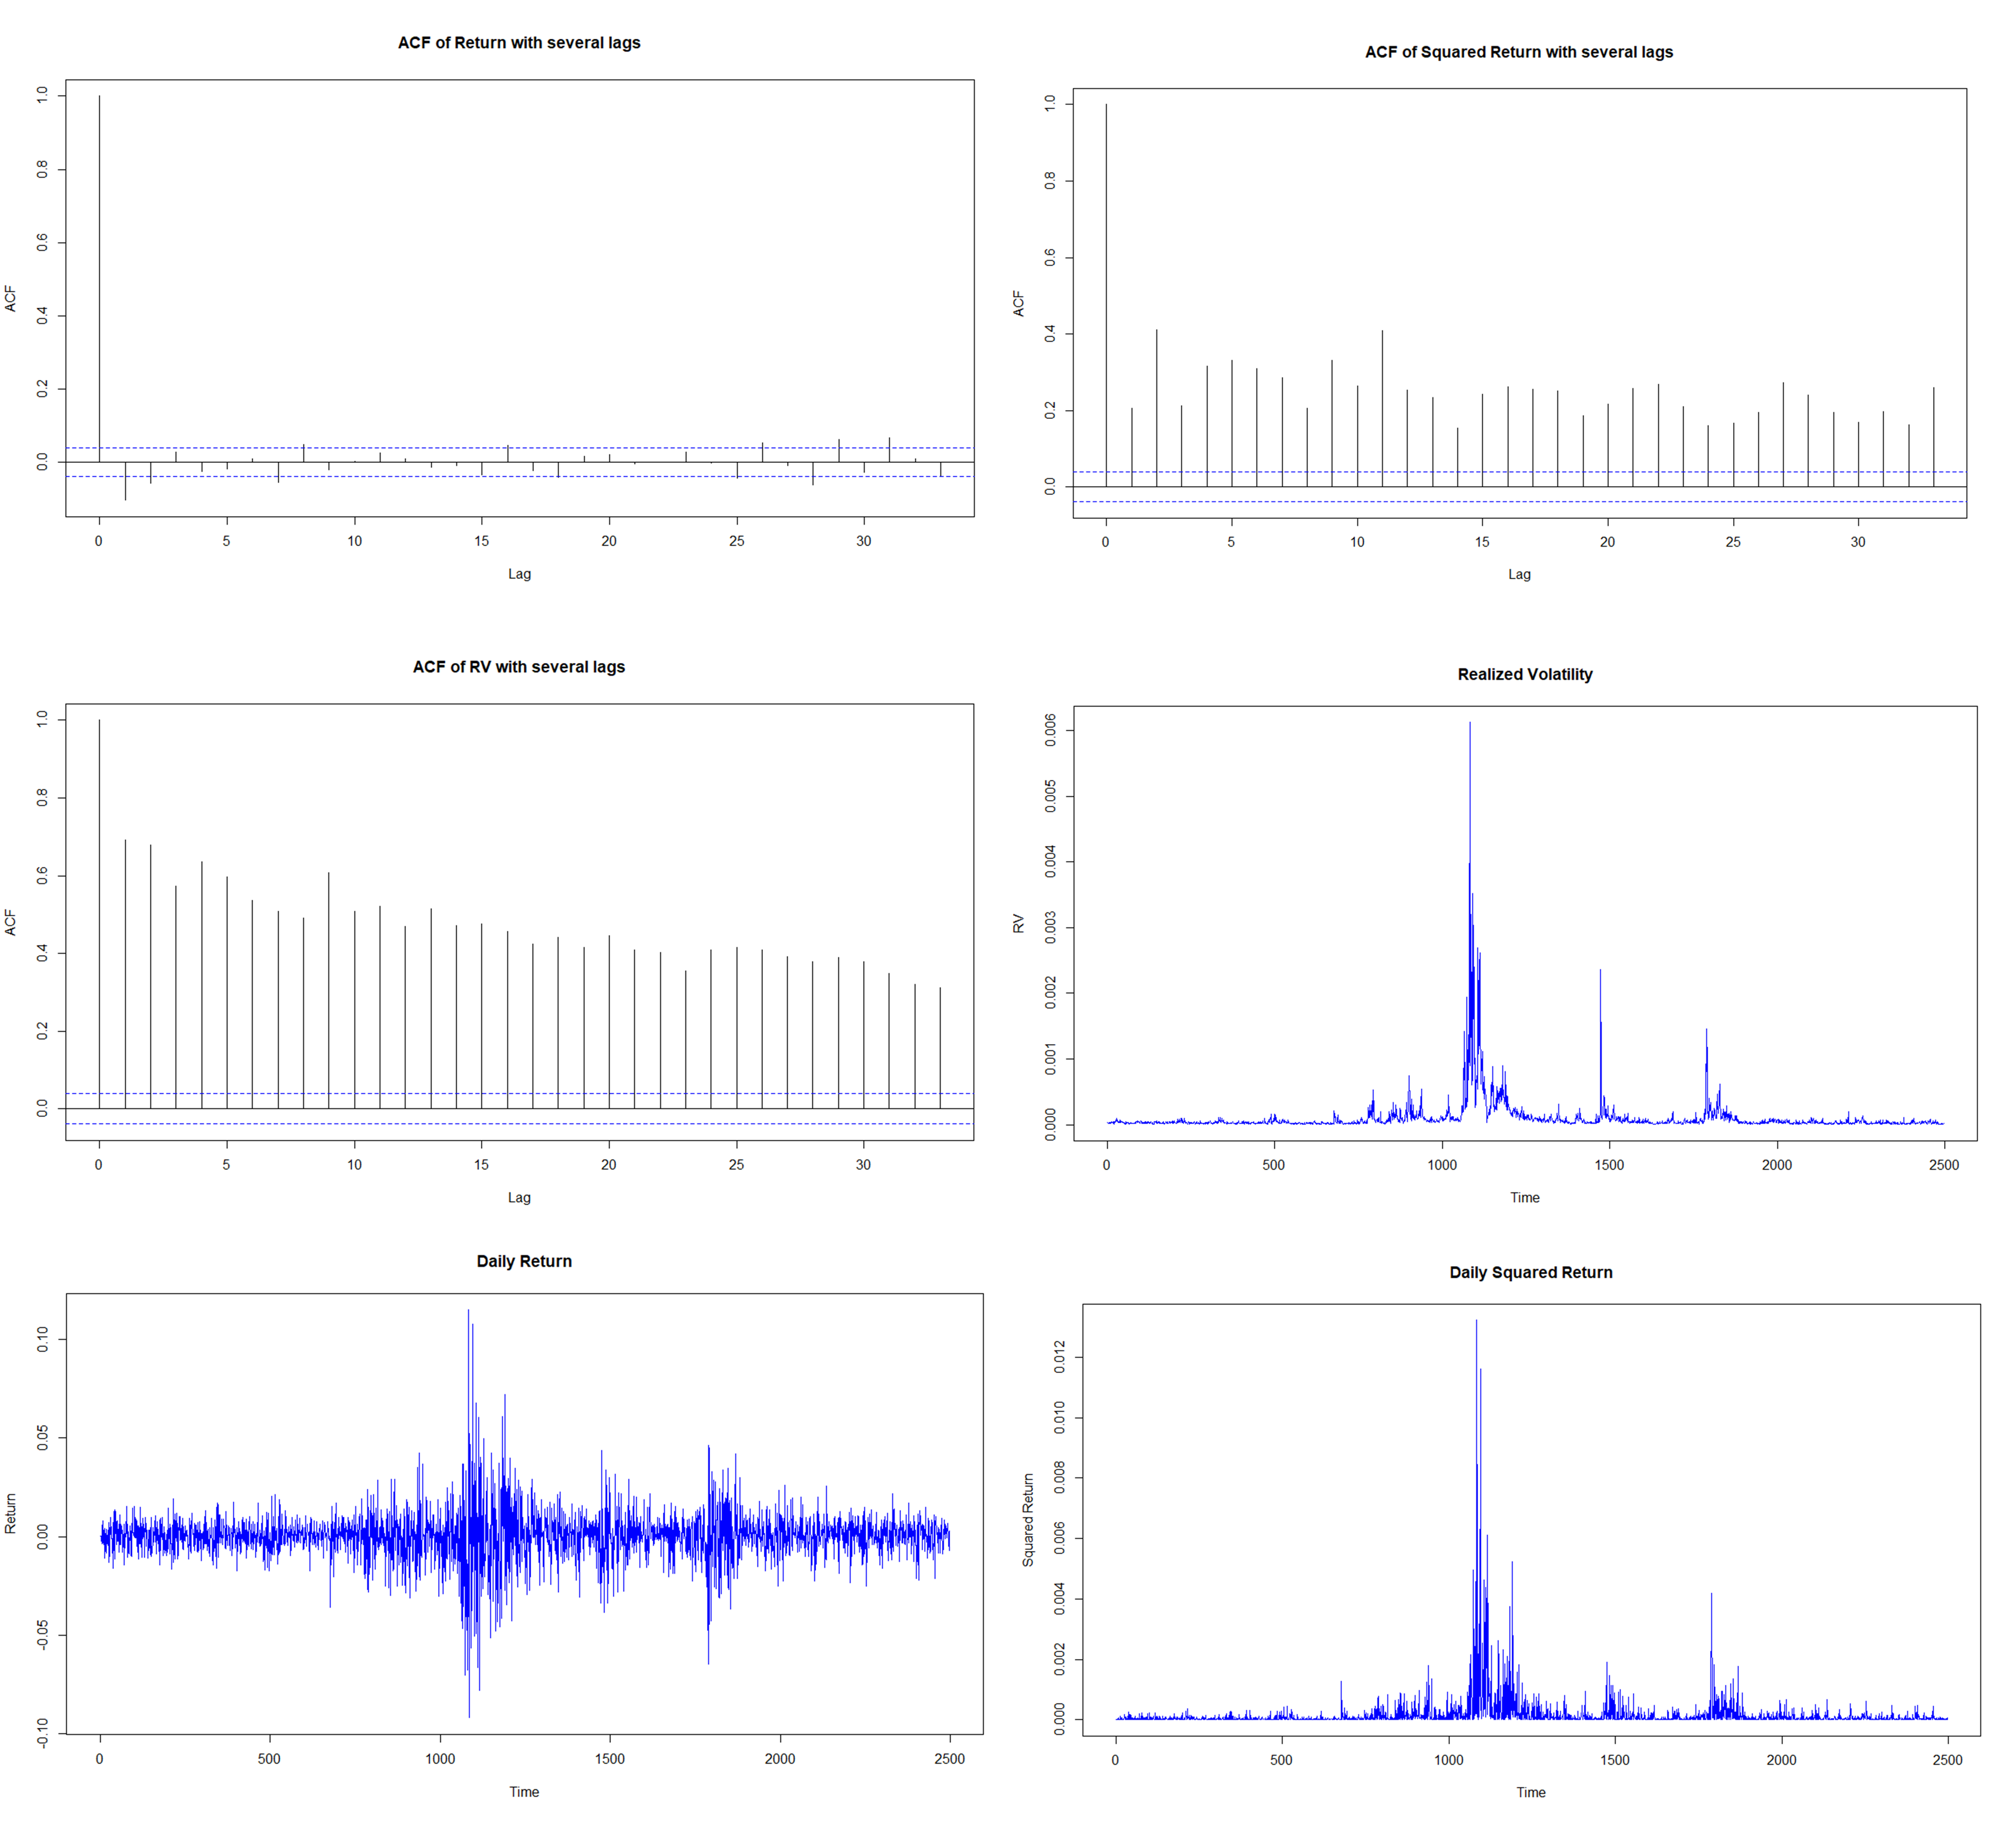 ACF of Return with several lags
ACF
1.0
0.8
0.6
0.4
0.2
0.0
0 5 10 15 20 25 30
Lag
ACF of Squared Return with several lags
ACF
1.0
0.8
0.6
0.4
0.2
0.0
0 5 10 15 20 25 30
Lag
ACF of RV with several lags
ACF
1.0
0.8
0.6
0.4
0.2
0.0
0 5 10 15 20 25 30
Lag
Realized Volatility
RV
0.006
0.005
0.004
0.003
0.002
0.001
0.000
0 500 1000 1500 2000 2500
Time
Daily Return
Return
0.10
0.05
0.00
-0.05
-0.10
0 500 1000 1500 2000 2500
Time
Daily Squared Return
Squared Return
0.012
0.010
0.008
0.006
0.004
0.002
0.000
0 500 1000 1500 2000 2500
Time